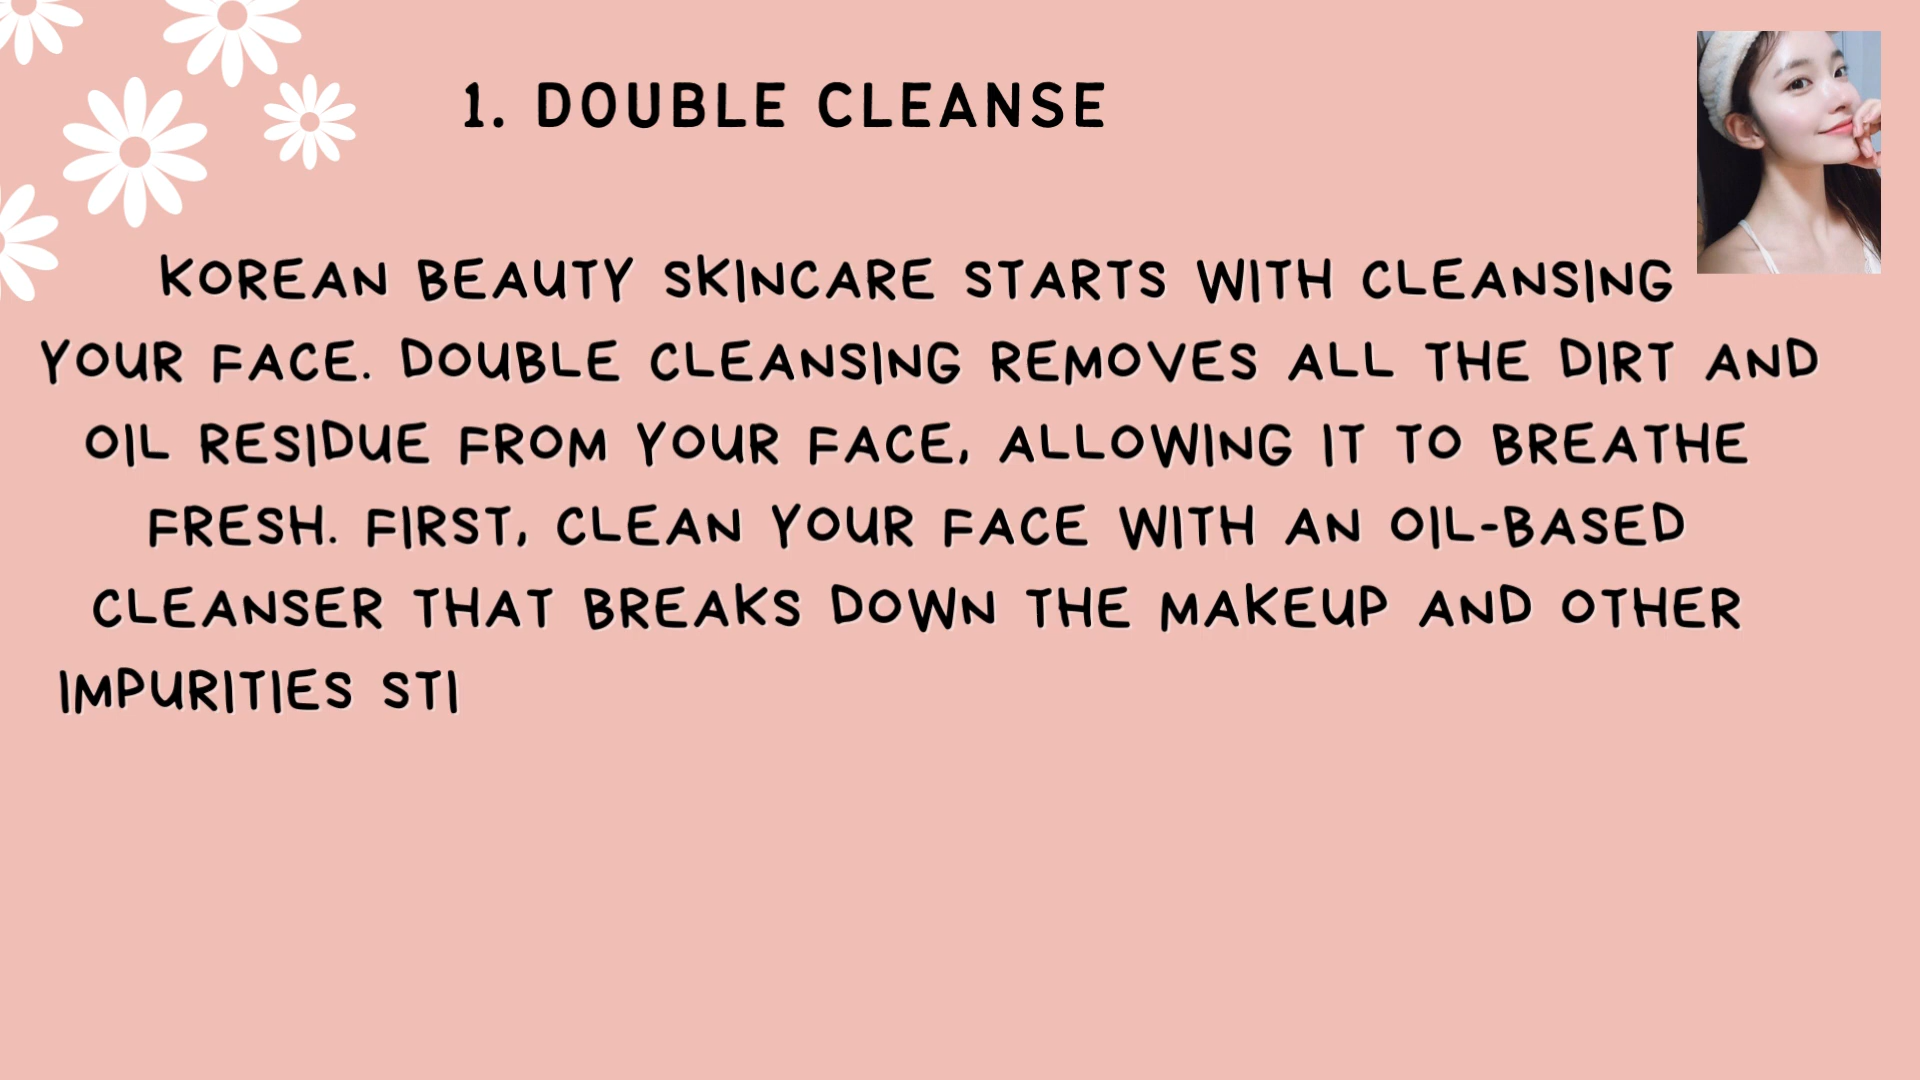 1. DOUBLE CLEANSE
KOREAN BEAUTY SKINCARE STARTS WITH CLEANSING
YOUR FACE. DOUBLE CLEANSING REMOVES ALL THE DIRT AND
OIL RESIDUE FROM YOUR FACE, ALLOWING IT TO BREATHE
FRESH. FIRST, CLEAN YOUR FACE WITH AN OIL-BASED
CLEANSER THAT BREAKS DOWN THE MAKEUP AND OTHER
IMPURITIES STI